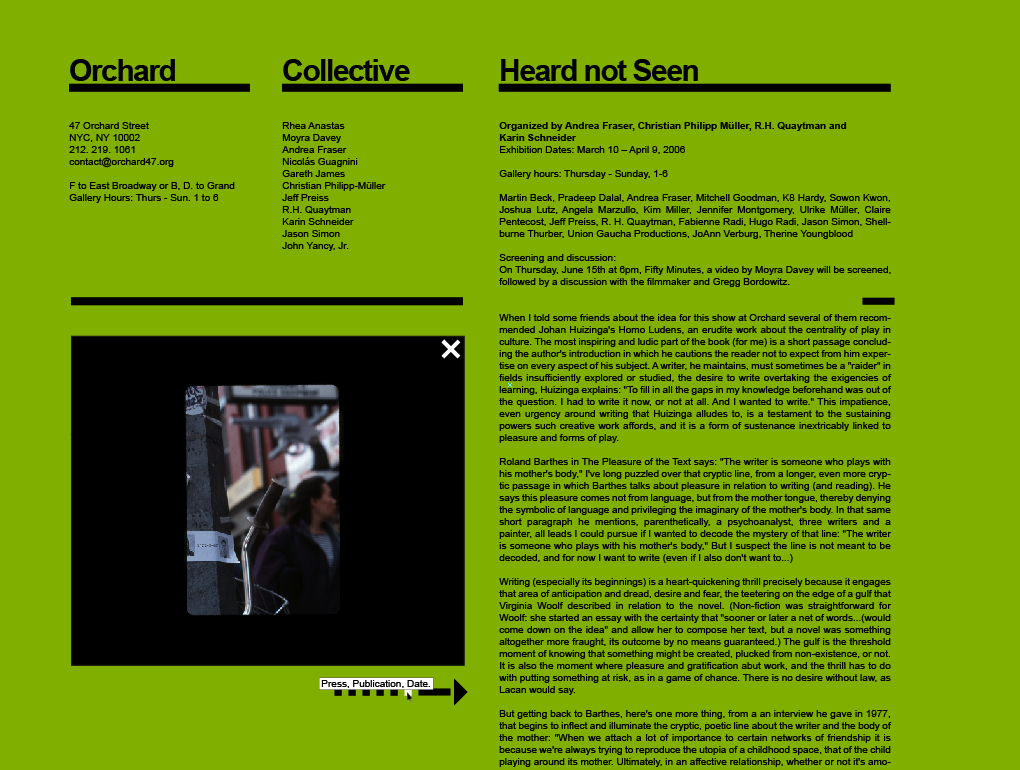 Orchard
47 Orchard Street
NYC, NY 10002
212. 219. 1061
contact@orchard47.org
F to East Broadway or B, D. to Grand
Gallery Hours: Thurs - Sun. 1 to 6
Collective
Rhea Anastas
Moyra Davey
Andrea Fraser
Nicolás Guagnini
Gareth James
Christian Philipp-Müller
Jeff Preiss
R.H. Quaytman
Karin Schneider
Jason Simon
John Yancy, Jr.
Press, Publication, Date.
Heard not Seen
Organized by Andrea Fraser, Christian Philipp Müller, R.H. Quaytman and
Karin Schneider
Exhibition Dates: March 10 – April 9, 2006
Gallery hours: Thursday - Sunday, 1-6
Martin Beck, Pradeep Dalal, Andrea Fraser, Mitchell Goodman, K8 Hardy, Sowon Kwon,
Joshua Lutz, Angela Marzullo, Kim Miller, Jennifer Montgomery, Ulrike Müller, Claire
Pentecost, Jeff Preiss, R. H. Quaytman, Fabienne Radi, Hugo Radi, Jason Simon, Shell-
burne Thurber, Union Gaucha Productions, JoAnn Verburg, Therine Youngblood
Screening and discussion:
On Thursday, June 15th at 6pm, Fifty Minutes, a video by Moyra Davey will be screened,
followed by a discussion with the filmmaker and Gregg Bordowitz.
When I told some friends about the idea for this show at Orchard several of them recom-
mended Johan Huizinga's Homo Ludens, an erudite work about the centrality of play in
culture. The most inspiring and ludic part of the book (for me) is a short passage conclud-
ing the author's introduction in which he cautions the reader not to expect from him exper-
tise on every aspect of his subject. A writer, he maintains, must sometimes be a "raider" in
fields insufficiently explored or studied, the desire to write overtaking the exigencies of
learning, Huizinga explains: "To fill in all the gaps in my knowledge beforehand was out of
the question. I had to write it now, or not at all. And I wanted to write." This impatience,
even urgency around writing that Huizinga alludes to, is a testament to the sustaining
powers such creative work affords, and it is a form of sustenance inextricably linked to
pleasure and forms of play.
Roland Barthes in The Pleasure of the Text says: "The writer is someone who plays with
his mother's body," I've long puzzled over that cryptic line, from a longer, even more cryp-
tic passage in which Barthes talks about pleasure in relation to writing (and reading). He
says this pleasure comes not from language, but from the mother tongue, thereby denying
the symbolic of language and privileging the imaginary of the mother's body. In that same
short paragraph he mentions, parenthetically, a psychoanalyst, three writers and a
painter, all leads I could pursue if I wanted to decode the mystery of that line: "The writer
is someone who plays with his mother's body," But I suspect the line is not meant to be
decoded, and for now I want to write (even if I also don't want to...)
Writing (especially its beginnings) is a heart-quickening thrill precisely because it engages
that area of anticipation and dread, desire and fear, the teetering on the edge of a gulf that
Virginia Woolf described in relation to the novel. (Non-fiction was straightforward for
Woolf: she started an essay with the certainty that "sooner or later a net of words...(would
come down on the idea" and allow her to compose her text, but a novel was something
altogether more fraught, its outcome by no means guaranteed.) The gulf is the threshold
moment of knowing that something might be created, plucked from non-existence, or not.
It is also the moment where pleasure and gratification abut work, and the thrill has to do
with putting something at risk, as in a game of chance. There is no desire without law, as
Lacan would say.
But getting back to Barthes, here's one more thing, from a an interview he gave in 1977,
that begins to inflect and illuminate the cryptic, poetic line about the writer and the body of
the mother: "When we attach a lot of importance to certain networks of friendship it is
because we're always trying to reproduce the utopia of a childhood space, that of the child
playing around its mother. Ultimately, in an affective relationship, whether or not it's amo-